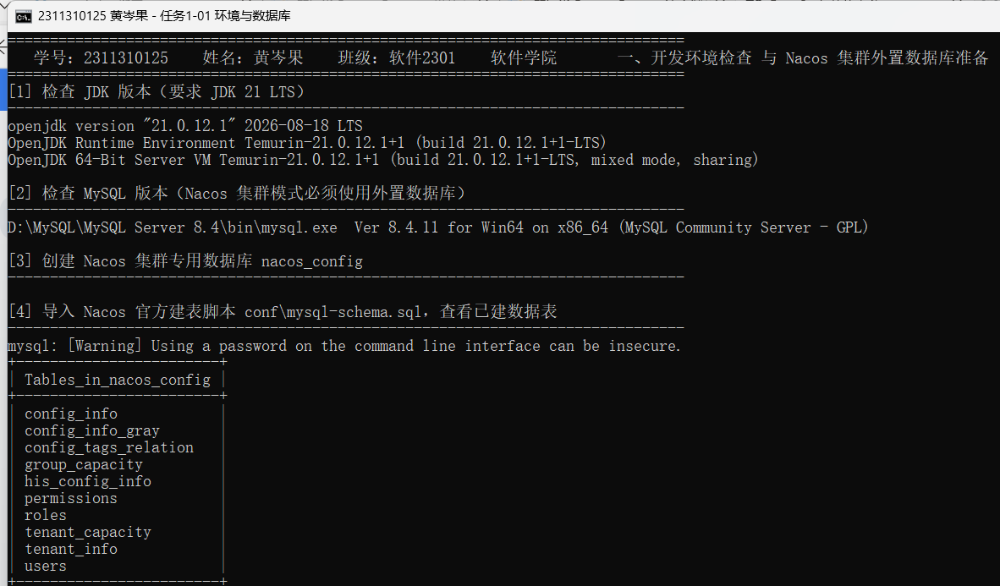 2311310125 黄岑果 - 任务1-01 环境与数据库
================================================================================
学号：2311310125    姓名：黄岑果    班级：软件2301    软件学院       一、开发环境检查 与 Nacos 集群外置数据库准备
================================================================================
[1] 检查 JDK 版本（要求 JDK 21 LTS）
--------------------------------------------------------------------------------
openjdk version "21.0.12.1" 2026-08-18 LTS
OpenJDK Runtime Environment Temurin-21.0.12.1+1 (build 21.0.12.1+1-LTS)
OpenJDK 64-Bit Server VM Temurin-21.0.12.1+1 (build 21.0.12.1+1-LTS, mixed mode, sharing)
[2] 检查 MySQL 版本（Nacos 集群模式必须使用外置数据库）
--------------------------------------------------------------------------------
D:\MySQL\MySQL Server 8.4\bin\mysql.exe  Ver 8.4.11 for Win64 on x86_64 (MySQL Community Server - GPL)
[3] 创建 Nacos 集群专用数据库 nacos_config
--------------------------------------------------------------------------------
[4] 导入 Nacos 官方建表脚本 conf\mysql-schema.sql，查看已建数据表
--------------------------------------------------------------------------------
mysql: [Warning] Using a password on the command line interface can be insecure.
+------------------------+
| Tables_in_nacos_config |
+------------------------+
| config_info            |
| config_info_gray       |
| config_tags_relation   |
| group_capacity         |
| his_config_info        |
| permissions            |
| roles                  |
| tenant_capacity        |
| tenant_info            |
| users                  |
+------------------------+